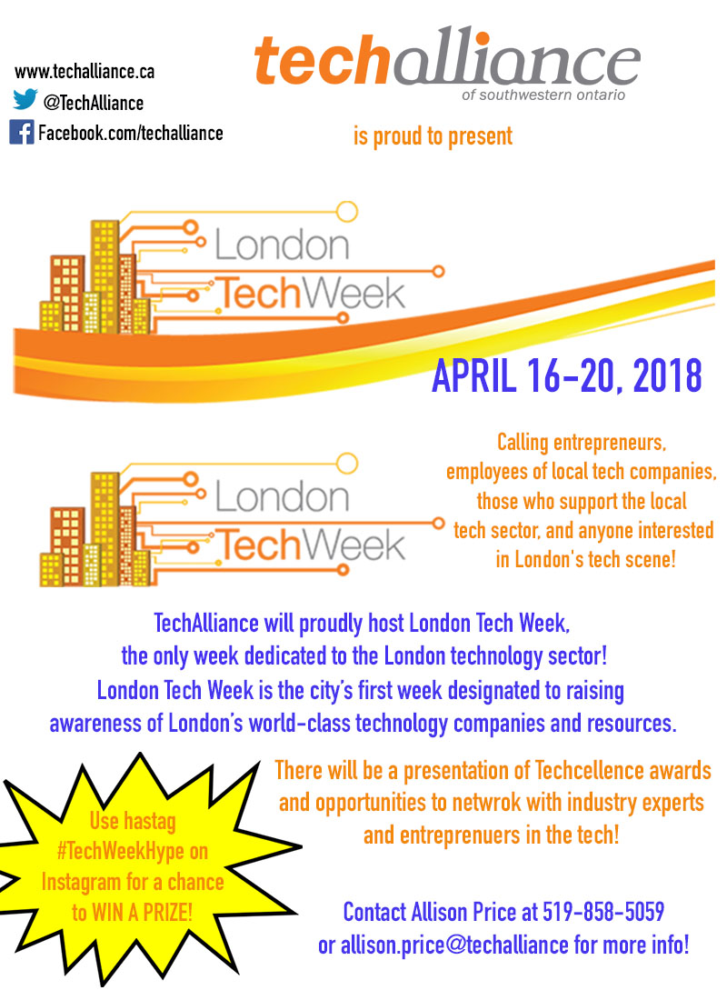 www.techalliance.ca
@TechAlliance
Facebook.com/techalliance
techalliance
of southwestern ontario
is proud to present
London
TechWeek
APRIL 16-20, 2018
London
TechWeek
Calling entrepreneurs,
employees of local tech companies,
those who support the local
tech sector, and anyone interested
in London's tech scene!
TechAlliance will proudly host London Tech Week,
the only week dedicated to the London technology sector!
London Tech Week is the city’s first week designated to raising
awareness of London’s world-class technology companies and resources.
There will be a presentation of Techcellence awards
and opportunities to netwrok with industry experts
and entreprenuers in the tech!
Use hastag
#TechWeekHype on
Instagram for a chance
to WIN A PRIZE!
Contact Allison Price at 519-858-5059
or allison.price@techalliance for more info!